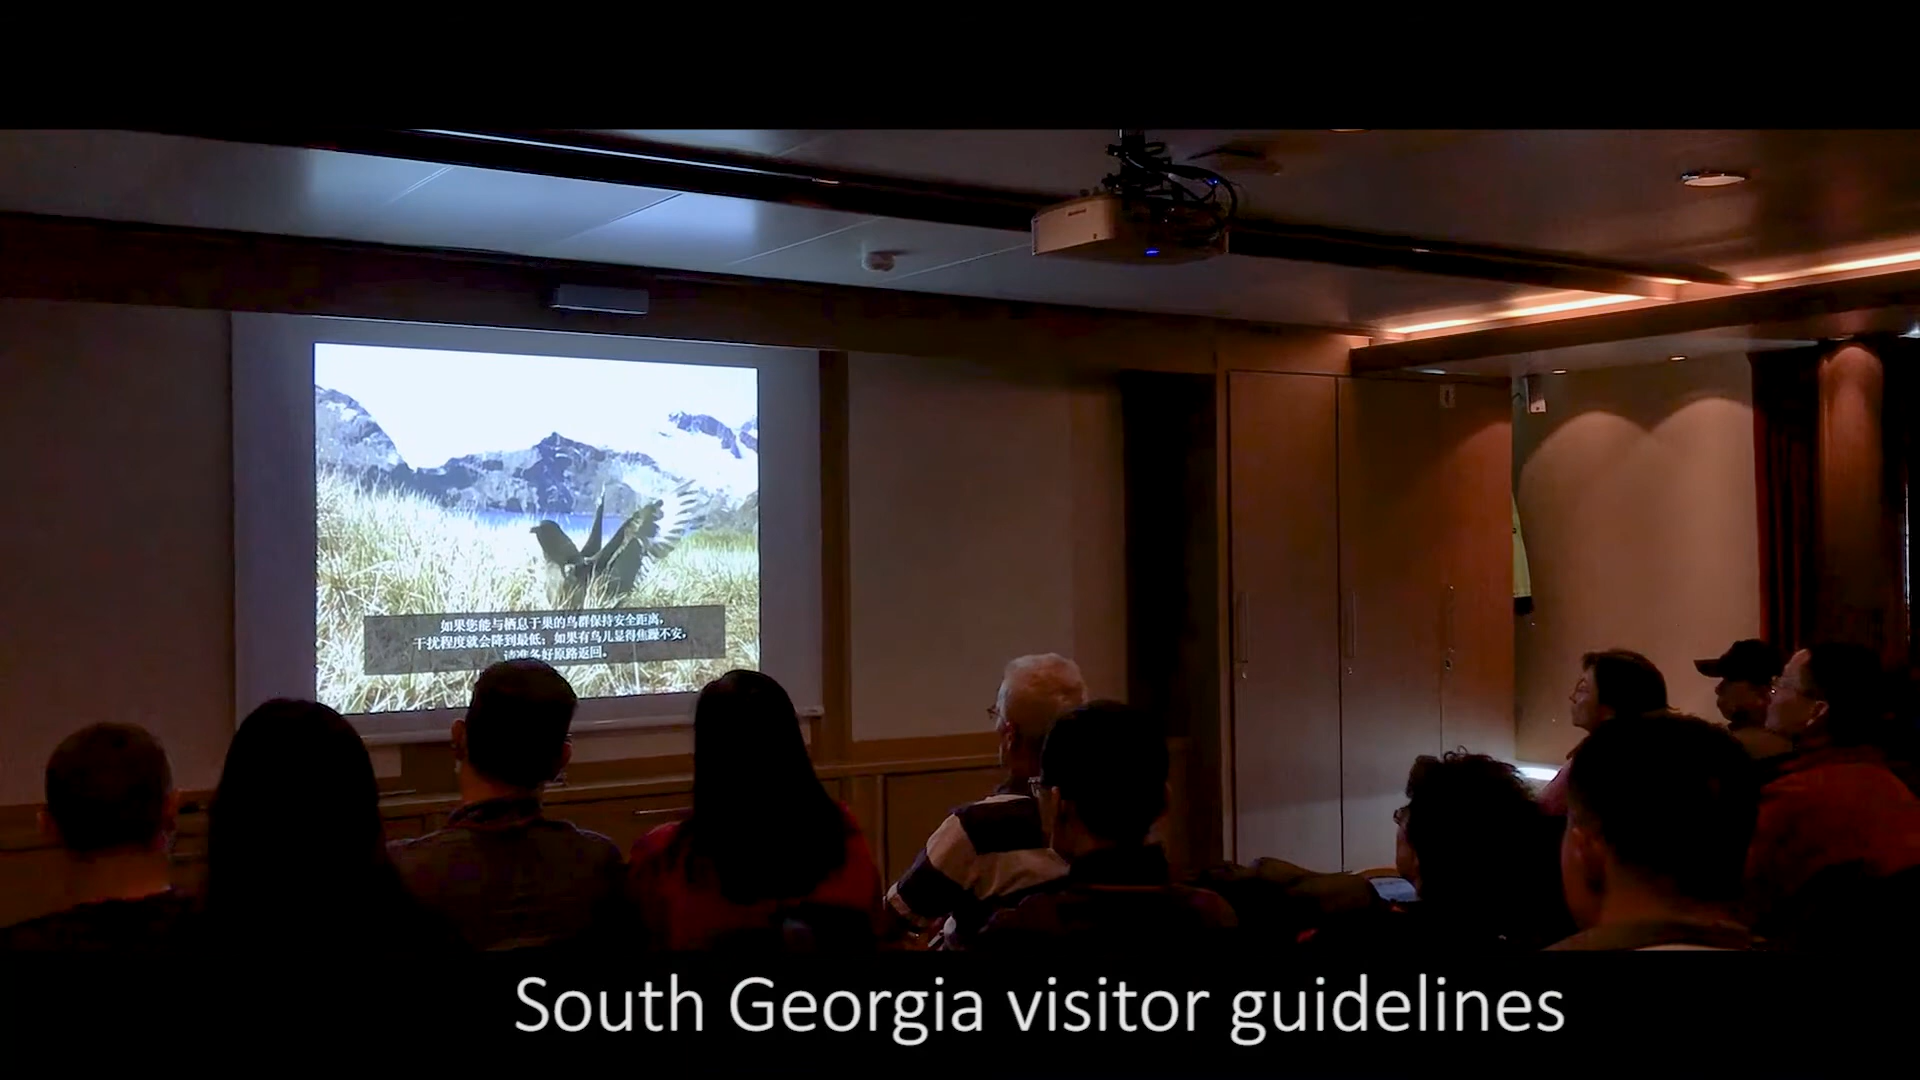 如果您能与栖息于巢的鸟群保持安全距离，
干扰程度就会降到最低；如果有鸟儿显得焦躁不安，
请准备好原路返回。
South Georgia visitor guidelines